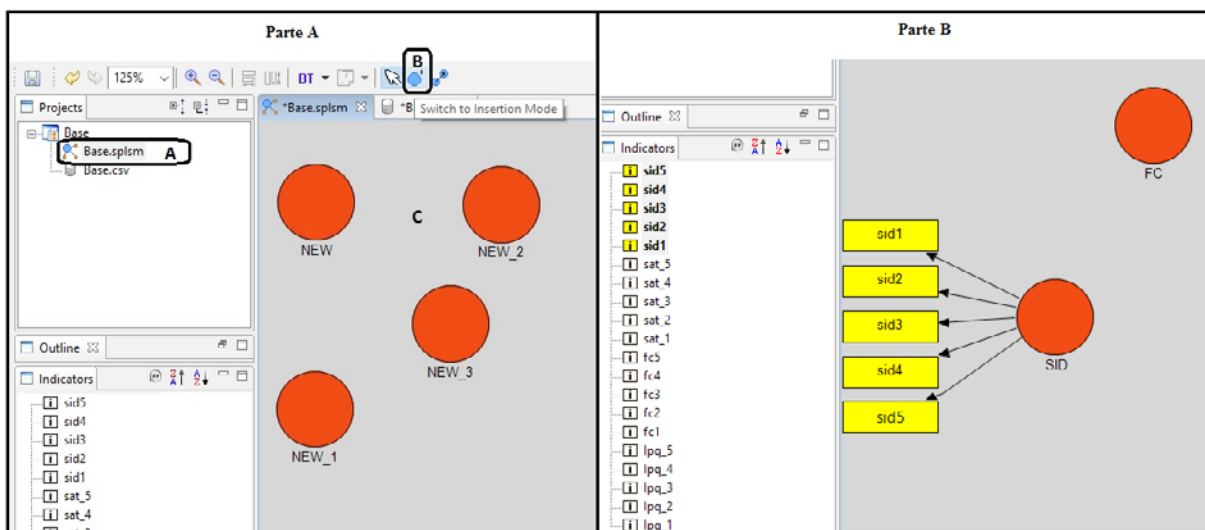 Parte A
B
125%
DT
Projects
*Base.splsm
*B
Switch to Insertion Mode
Base
Base.splsm
A
Base.csv
C
NEW
NEW_2
NEW_3
NEW_1
Outline
Indicators
sid5
sid4
sid3
sid2
sid1
sat_5
sat_4
Parte B
Outline
Indicators
sid5
sid4
sid3
sid2
sid1
sat_5
sat_4
sat_3
sat_2
sat_1
fc5
fc4
fc3
fc2
fc1
lpq_5
lpq_4
lpq_3
lpq_2
lpq_1
FC
sid1
sid2
sid3
sid4
sid5
SID